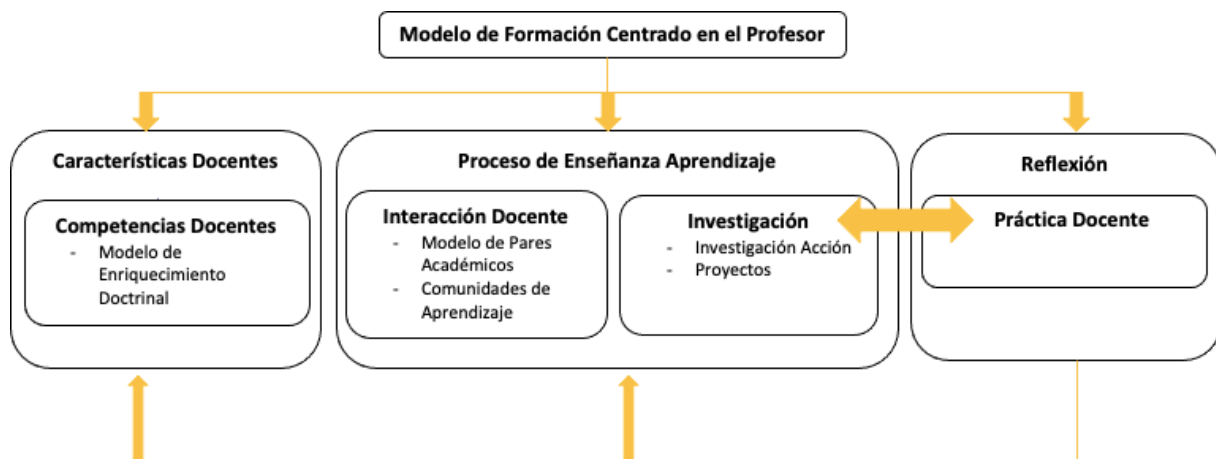 Modelo de Formación Centrado en el Profesor
Características Docentes
Competencias Docentes
- Modelo de
Enriquecimiento
Doctrinal
Proceso de Enseñanza Aprendizaje
Interacción Docente
- Modelo de Pares
Académicos
- Comunidades de
Aprendizaje
Investigación
- Investigación Acción
- Proyectos
Reflexión
Práctica Docente